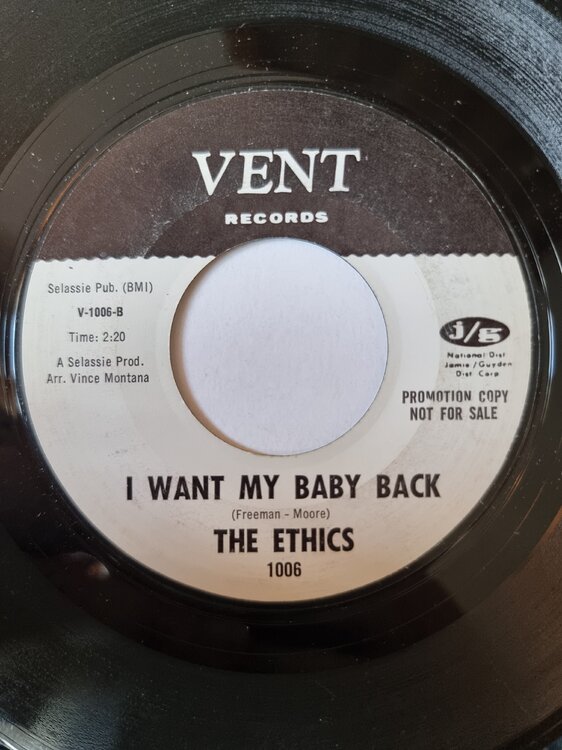 VENT
RECORDS
Selassie Pub. (BMI)
V-1006-B
Time: 2:20
A Selassie Prod.
Arr. Vince Montana
j/g
National Dist
Jamie/Guyden
Dist Corp
PROMOTION COPY
NOT FOR SALE
I WANT MY BABY BACK
(Freeman - Moore)
THE ETHICS
1006